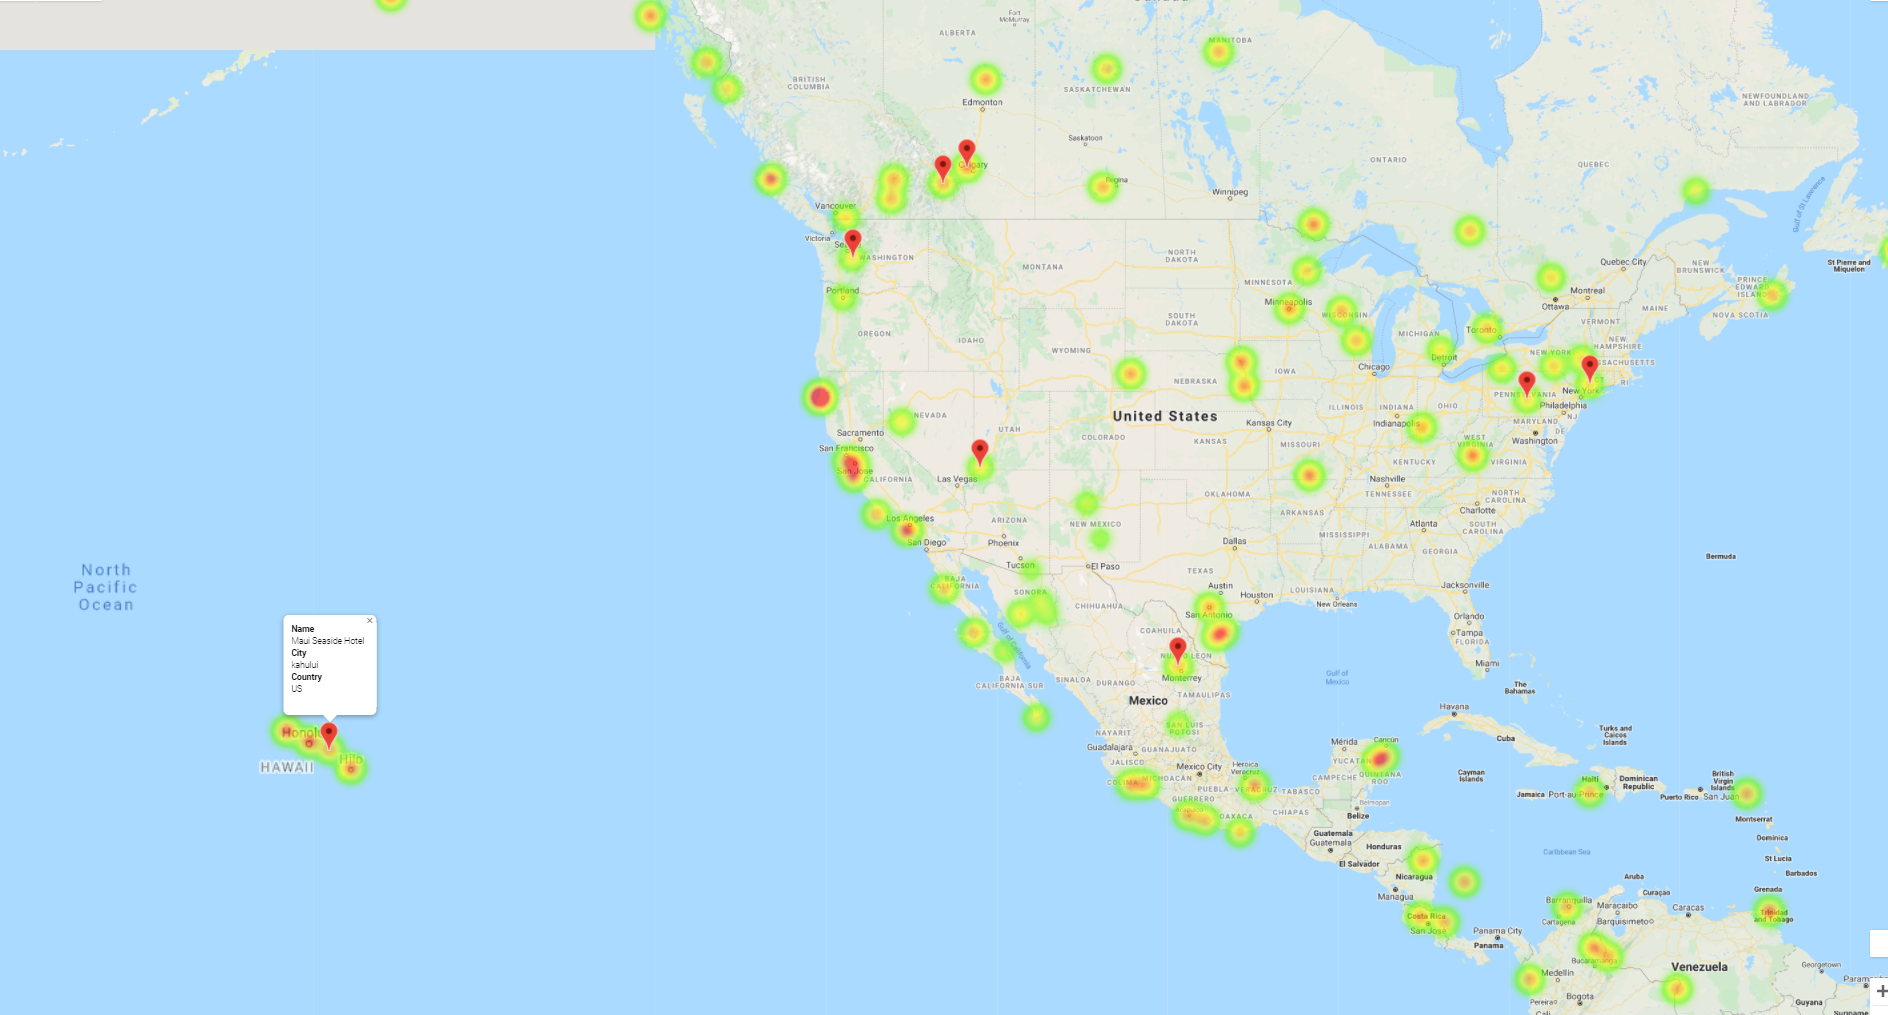 Canada
Fort
McMurray
ALBERTA
MANITOBA
BRITISH
COLUMBIA
SASKATCHEWAN
Edmonton
NEWFOUNDLAND
AND LABRADOR
Saskatoon
ONTARIO
QUEBEC
Calgary
Regina
Winnipeg
Gulf of St Lawrence
Vancouver
Victoria
WASHINGTON
NORTH
DAKOTA
MONTANA
MINNESOTA
Quebec City
NEW
BRUNSWICK
St Pierre and
Miquelon
PRINCE
EDWARD
ISLAND
Portland
Minneapolis
Montreal
Ottawa
MAINE
NOVA SCOTIA
OREGON
IDAHO
SOUTH
DAKOTA
WISCONSIN
MICHIGAN
Toronto
VERMONT
NEW
HAMPSHIRE
WYOMING
Detroit
NEW YORK
MASSACHUSETTS
CT
RI
Chicago
IOWA
NEBRASKA
PENNSYLVANIA
New York
Philadelphia
NEVADA
United States
ILLINOIS
INDIANA
OHIO
MARYLAND
NJ
Sacramento
UTAH
COLORADO
Kansas City
KANSAS
MISSOURI
Indianapolis
WEST
VIRGINIA
Washington
DE
San Francisco
San Jose
CALIFORNIA
Las Vegas
KENTUCKY
VIRGINIA
Nashville
TENNESSEE
OKLAHOMA
ARKANSAS
NORTH
CAROLINA
Charlotte
Los Angeles
ARIZONA
NEW MEXICO
Atlanta
SOUTH
CAROLINA
San Diego
Phoenix
Dallas
MISSISSIPPI
ALABAMA
GEORGIA
Bermuda
Tucson
El Paso
TEXAS
North
Pacific
Ocean
BAJA
CALIFORNIA
SONORA
CHIHUAHUA
Austin
Houston
LOUISIANA
New Orleans
Jacksonville
San Antonio
Orlando
Tampa
FLORIDA
Name
Maui Seaside Hotel
City
kahului
Country
US
Gulf of California
COAHUILA
NUEVO LEON
Monterrey
Miami
Gulf of
Mexico
BAJA
CALIFORNIA SUR
SINALOA
DURANGO
TAMAULIPAS
Mexico
The
Bahamas
Havana
SAN LUIS
POTOSI
NAYARIT
Guadalajara
GUANAJUATO
JALISCO
Mérida
Cancún
Cuba
Turks and
Caicos
Islands
Honolulu
Hilo
HAWAII
Mexico City
COLIMA
MICHOACÁN
Heroica
Veracruz
PUEBLA
VERACRUZ
TABASCO
YUCATAN
CAMPECHE
QUINTANA
ROO
Cayman
Islands
Haiti
Dominican
Republic
British
Virgin
Islands
Jamaica
Port-au-Prince
Puerto Rico
San Juan
GUERRERO
OAXACA
CHIAPAS
Belmopan
Belize
Montserrat
Guatemala
Guatemala
Honduras
El Salvador
Caribbean Sea
Dominica
St Lucia
Barbados
Nicaragua
Managua
Aruba
Curaçao
Grenada
Barranquilla
Cartagena
Maracaibo
Caracas
Barquisimeto
Trinidad
and Tobago
Costa Rica
San José
Panama City
Panama
Bucaramanga
Medellin
Venezuela
Georgetown
Pereira
Bogota
Cali
Guyana
Paramar
Suriname